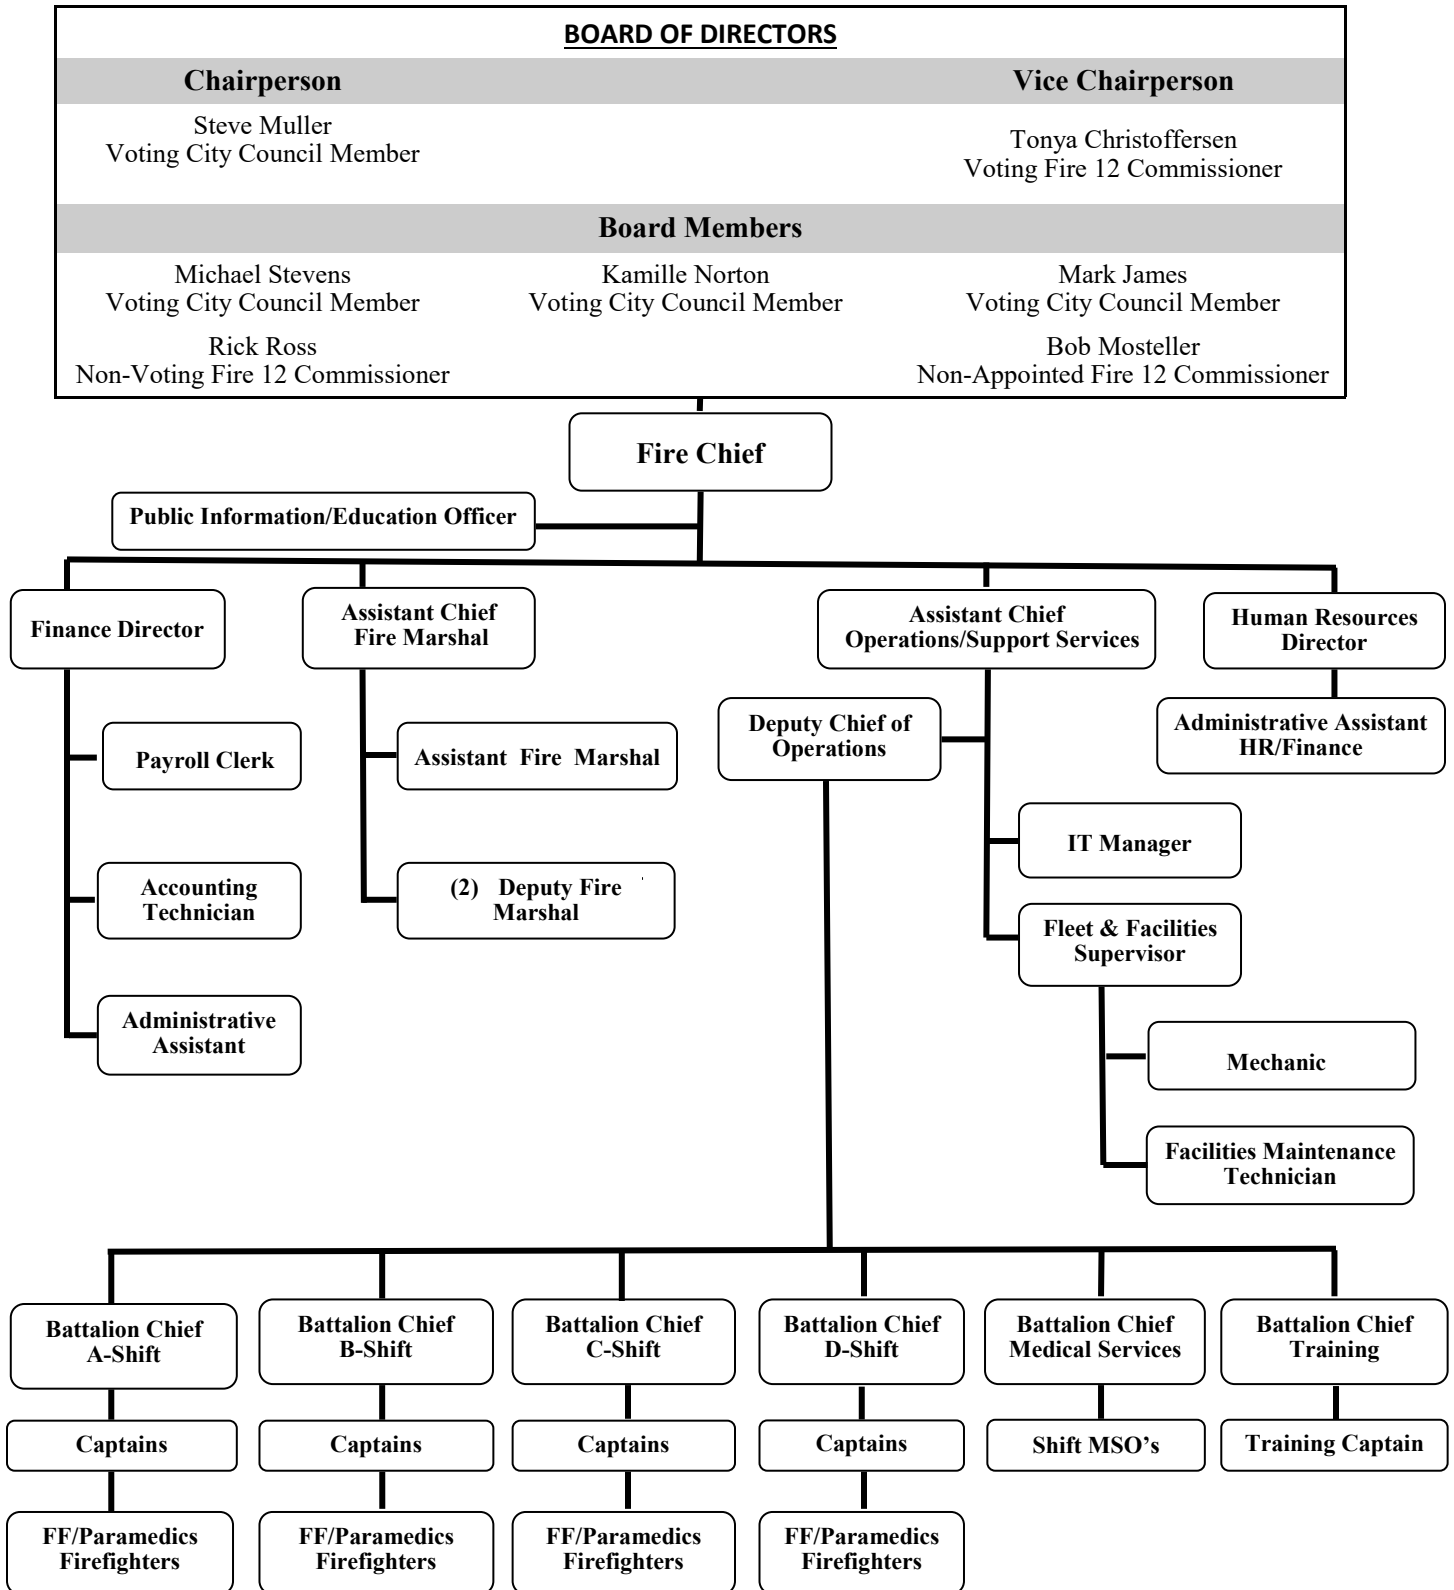 BOARD OF DIRECTORS
Chairperson
Vice Chairperson
Steve Muller
Voting City Council Member
Tonya Christoffersen
Voting Fire 12 Commissioner
Board Members
Michael Stevens
Voting City Council Member
Kamille Norton
Voting City Council Member
Mark James
Voting City Council Member
Rick Ross
Non-Voting Fire 12 Commissioner
Bob Mosteller
Non-Appointed Fire 12 Commissioner
Fire Chief
Public Information/Education Officer
Finance Director
Assistant Chief
Fire Marshal
Assistant Chief
Operations/Support Services
Human Resources
Director
Payroll Clerk
Assistant Fire Marshal
Deputy Chief of
Operations
Administrative Assistant
HR/Finance
IT Manager
Accounting
Technician
(2) Deputy Fire
Marshal
Fleet & Facilities
Supervisor
Administrative
Assistant
Mechanic
Facilities Maintenance
Technician
Battalion Chief
A-Shift
Battalion Chief
B-Shift
Battalion Chief
C-Shift
Battalion Chief
D-Shift
Battalion Chief
Medical Services
Battalion Chief
Training
Captains
Captains
Captains
Captains
Shift MSO’s
Training Captain
FF/Paramedics
Firefighters
FF/Paramedics
Firefighters
FF/Paramedics
Firefighters
FF/Paramedics
Firefighters